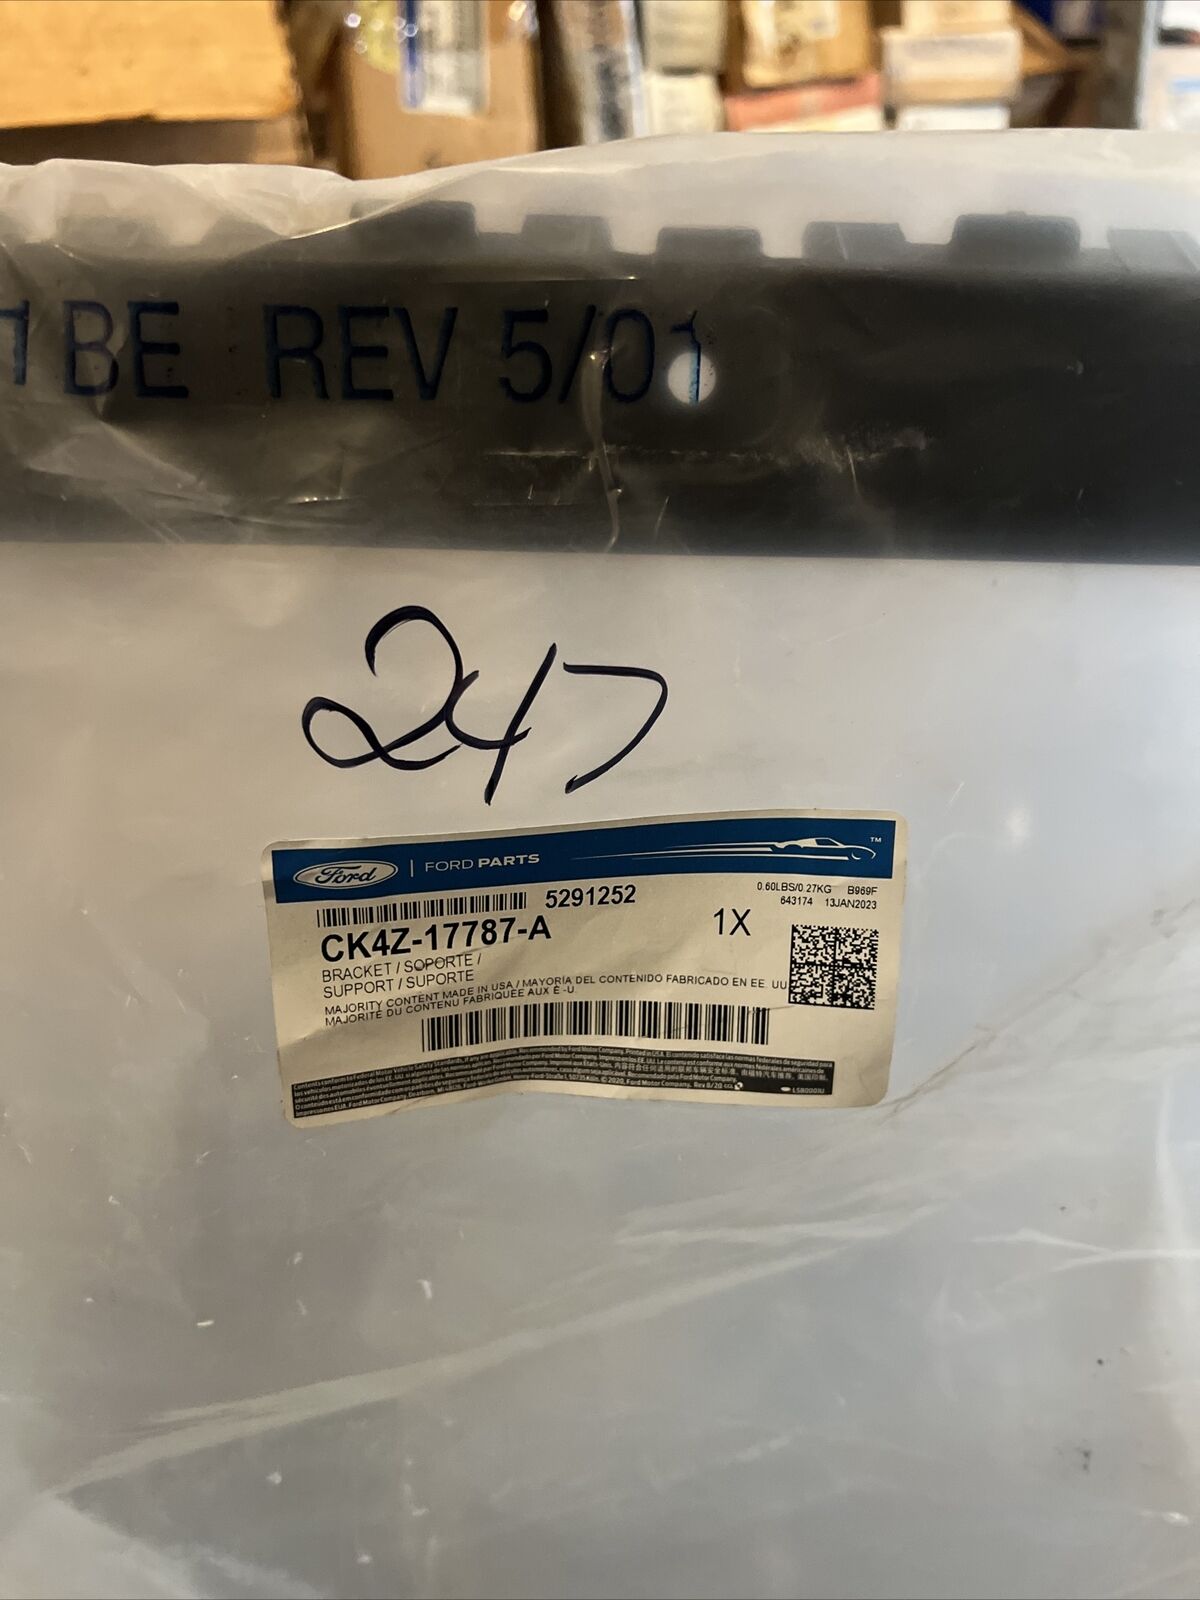 1BE REV 5/01
247
Ford | FORD PARTS ™
5291252
0.60LBS/0.27KG B969F
643174 13JAN2023
CK4Z-17787-A
1X
BRACKET / SOPORTE /
SUPPORT / SUPORTE
MAJORITY CONTENT MADE IN USA / MAYORÍA DEL CONTENIDO FABRICADO EN EE. UU
MAJORITÉ DU CONTENU FABRIQUÉE AUX É.-U.